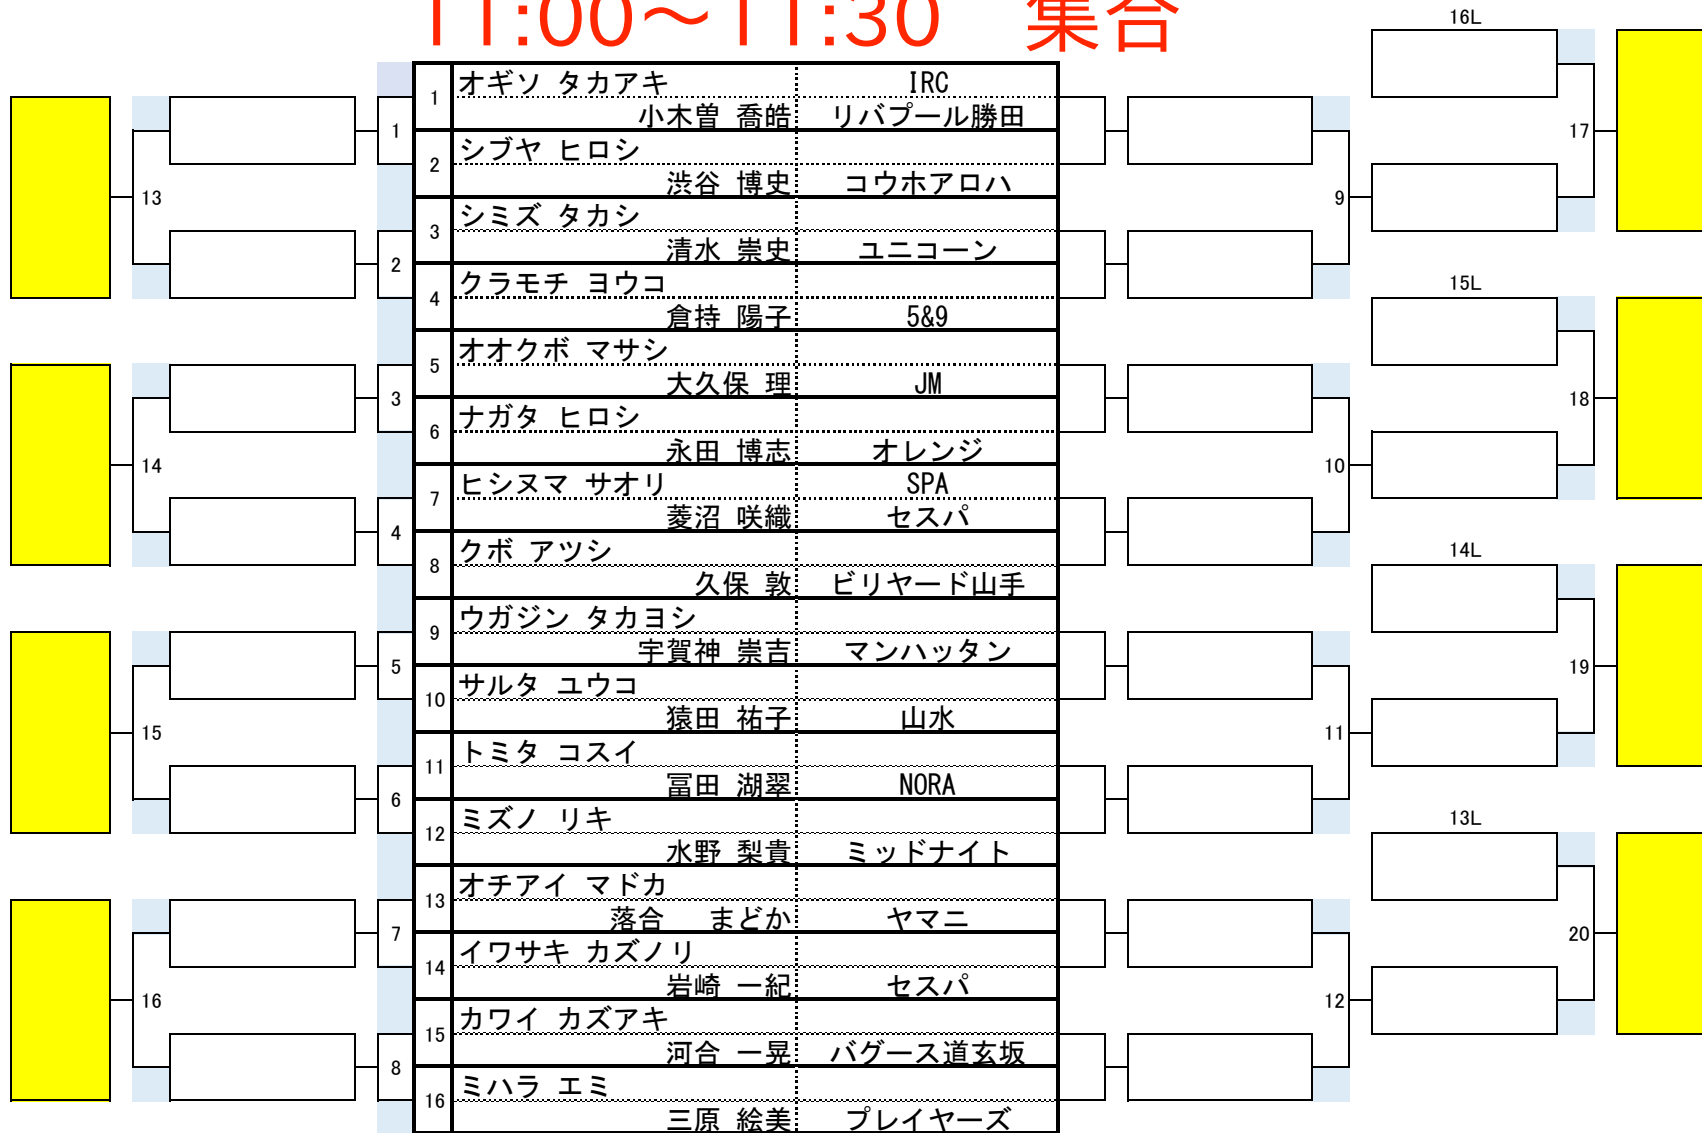 11:00～11:30　集合
1 オギソ タカアキ IRC
小木曽 喬皓 リバプール勝田
2 シブヤ ヒロシ
渋谷 博史 コウホアロハ
3 シミズ タカシ
清水 崇史 ユニコーン
4 クラモチ ヨウコ
倉持 陽子 5&9
5 オオクボ マサシ
大久保 理 JM
6 ナガタ ヒロシ
永田 博志 オレンジ
7 ヒシヌマ サオリ SPA
菱沼 咲織 セスパ
8 クボ アツシ
久保 敦 ビリヤード山手
9 ウガジン タカヨシ
宇賀神 崇吉 マンハッタン
10 サルタ ユウコ
猿田 祐子 山水
11 トミタ コスイ
冨田 湖翠 NORA
12 ミズノ リキ
水野 梨貴 ミッドナイト
13 オチアイ マドカ
落合　まどか ヤマニ
14 イワサキ カズノリ
岩崎 一紀 セスパ
15 カワイ カズアキ
河合 一晃 バグース道玄坂
16 ミハラ エミ
三原 絵美 プレイヤーズ
1
2
3
4
5
6
7
8
13
14
15
16
9
10
11
12
16L
17
15L
18
14L
19
13L
20